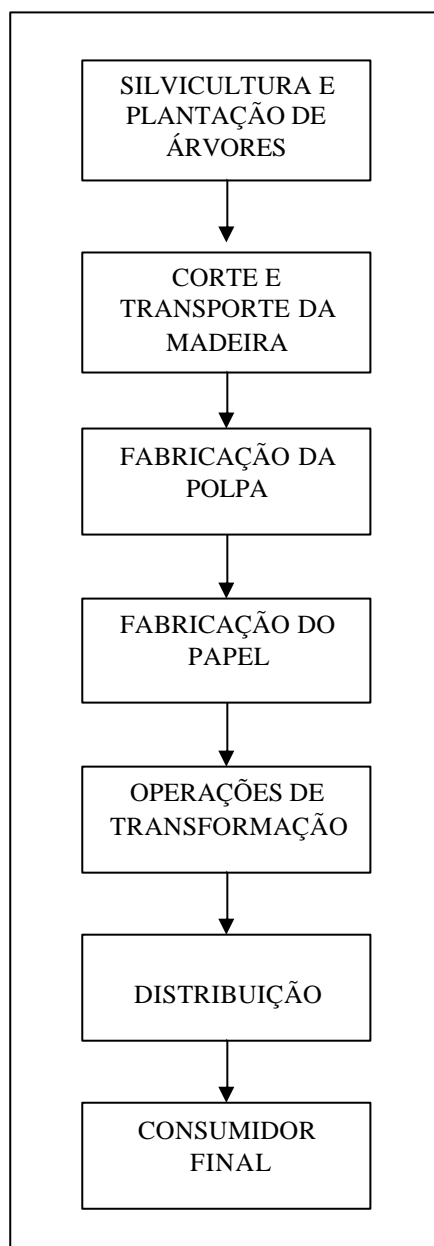 SILVICULTURA E
PLANTAÇÃO DE
ÁRVORES
CORTE E
TRANSPORTE DA
MADEIRA
FABRICAÇÃO DA
POLPA
FABRICAÇÃO DO
PAPEL
OPERAÇÕES DE
TRANSFORMAÇÃO
DISTRIBUIÇÃO
CONSUMIDOR
FINAL